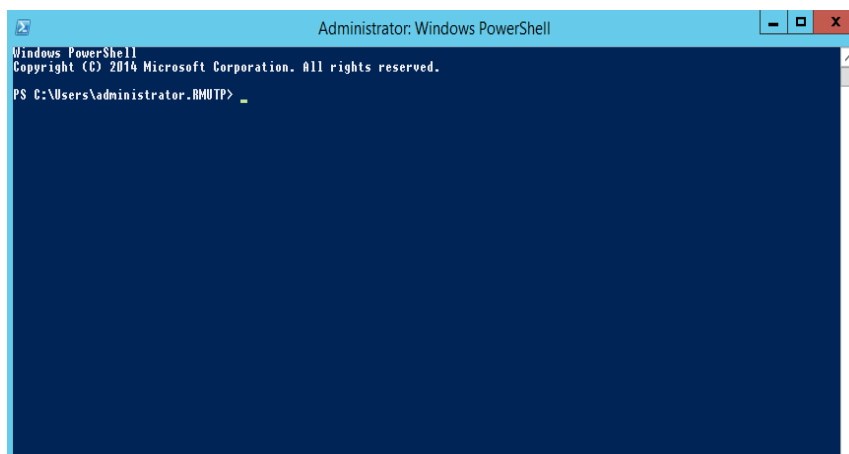 Administrator: Windows PowerShell
Windows PowerShell
Copyright (C) 2014 Microsoft Corporation. All rights reserved.
PS C:\Users\administrator.RMUTP> _